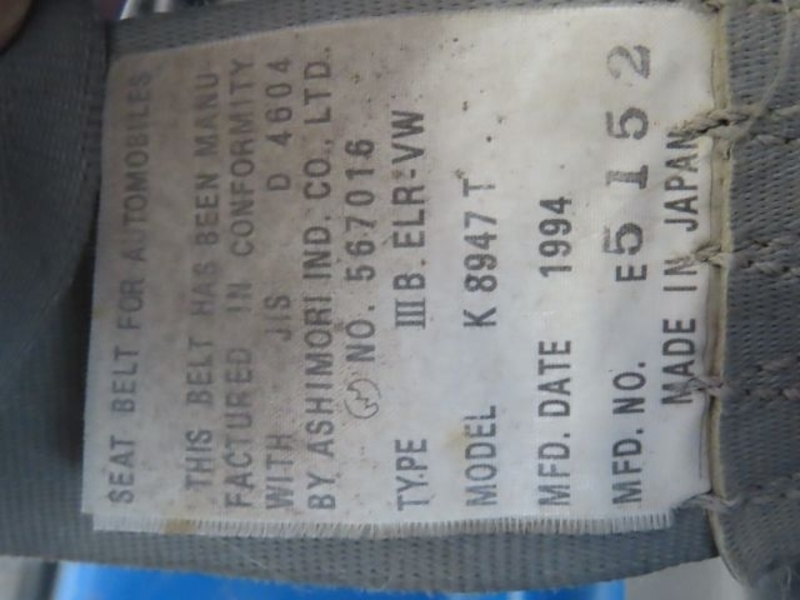 SEAT BELT FOR AUTOMOBILES
THIS BELT HAS BEEN MANU
FACTURED IN CONFORMITY
WITH JIS D 4604
BY ASHIMORI IND. CO., LTD.
NO. 567016
TYPE III B.ELR-VW
MODEL K 8947 T
MFD. DATE 1994
MFD. NO. E5152
MADE IN JAPAN